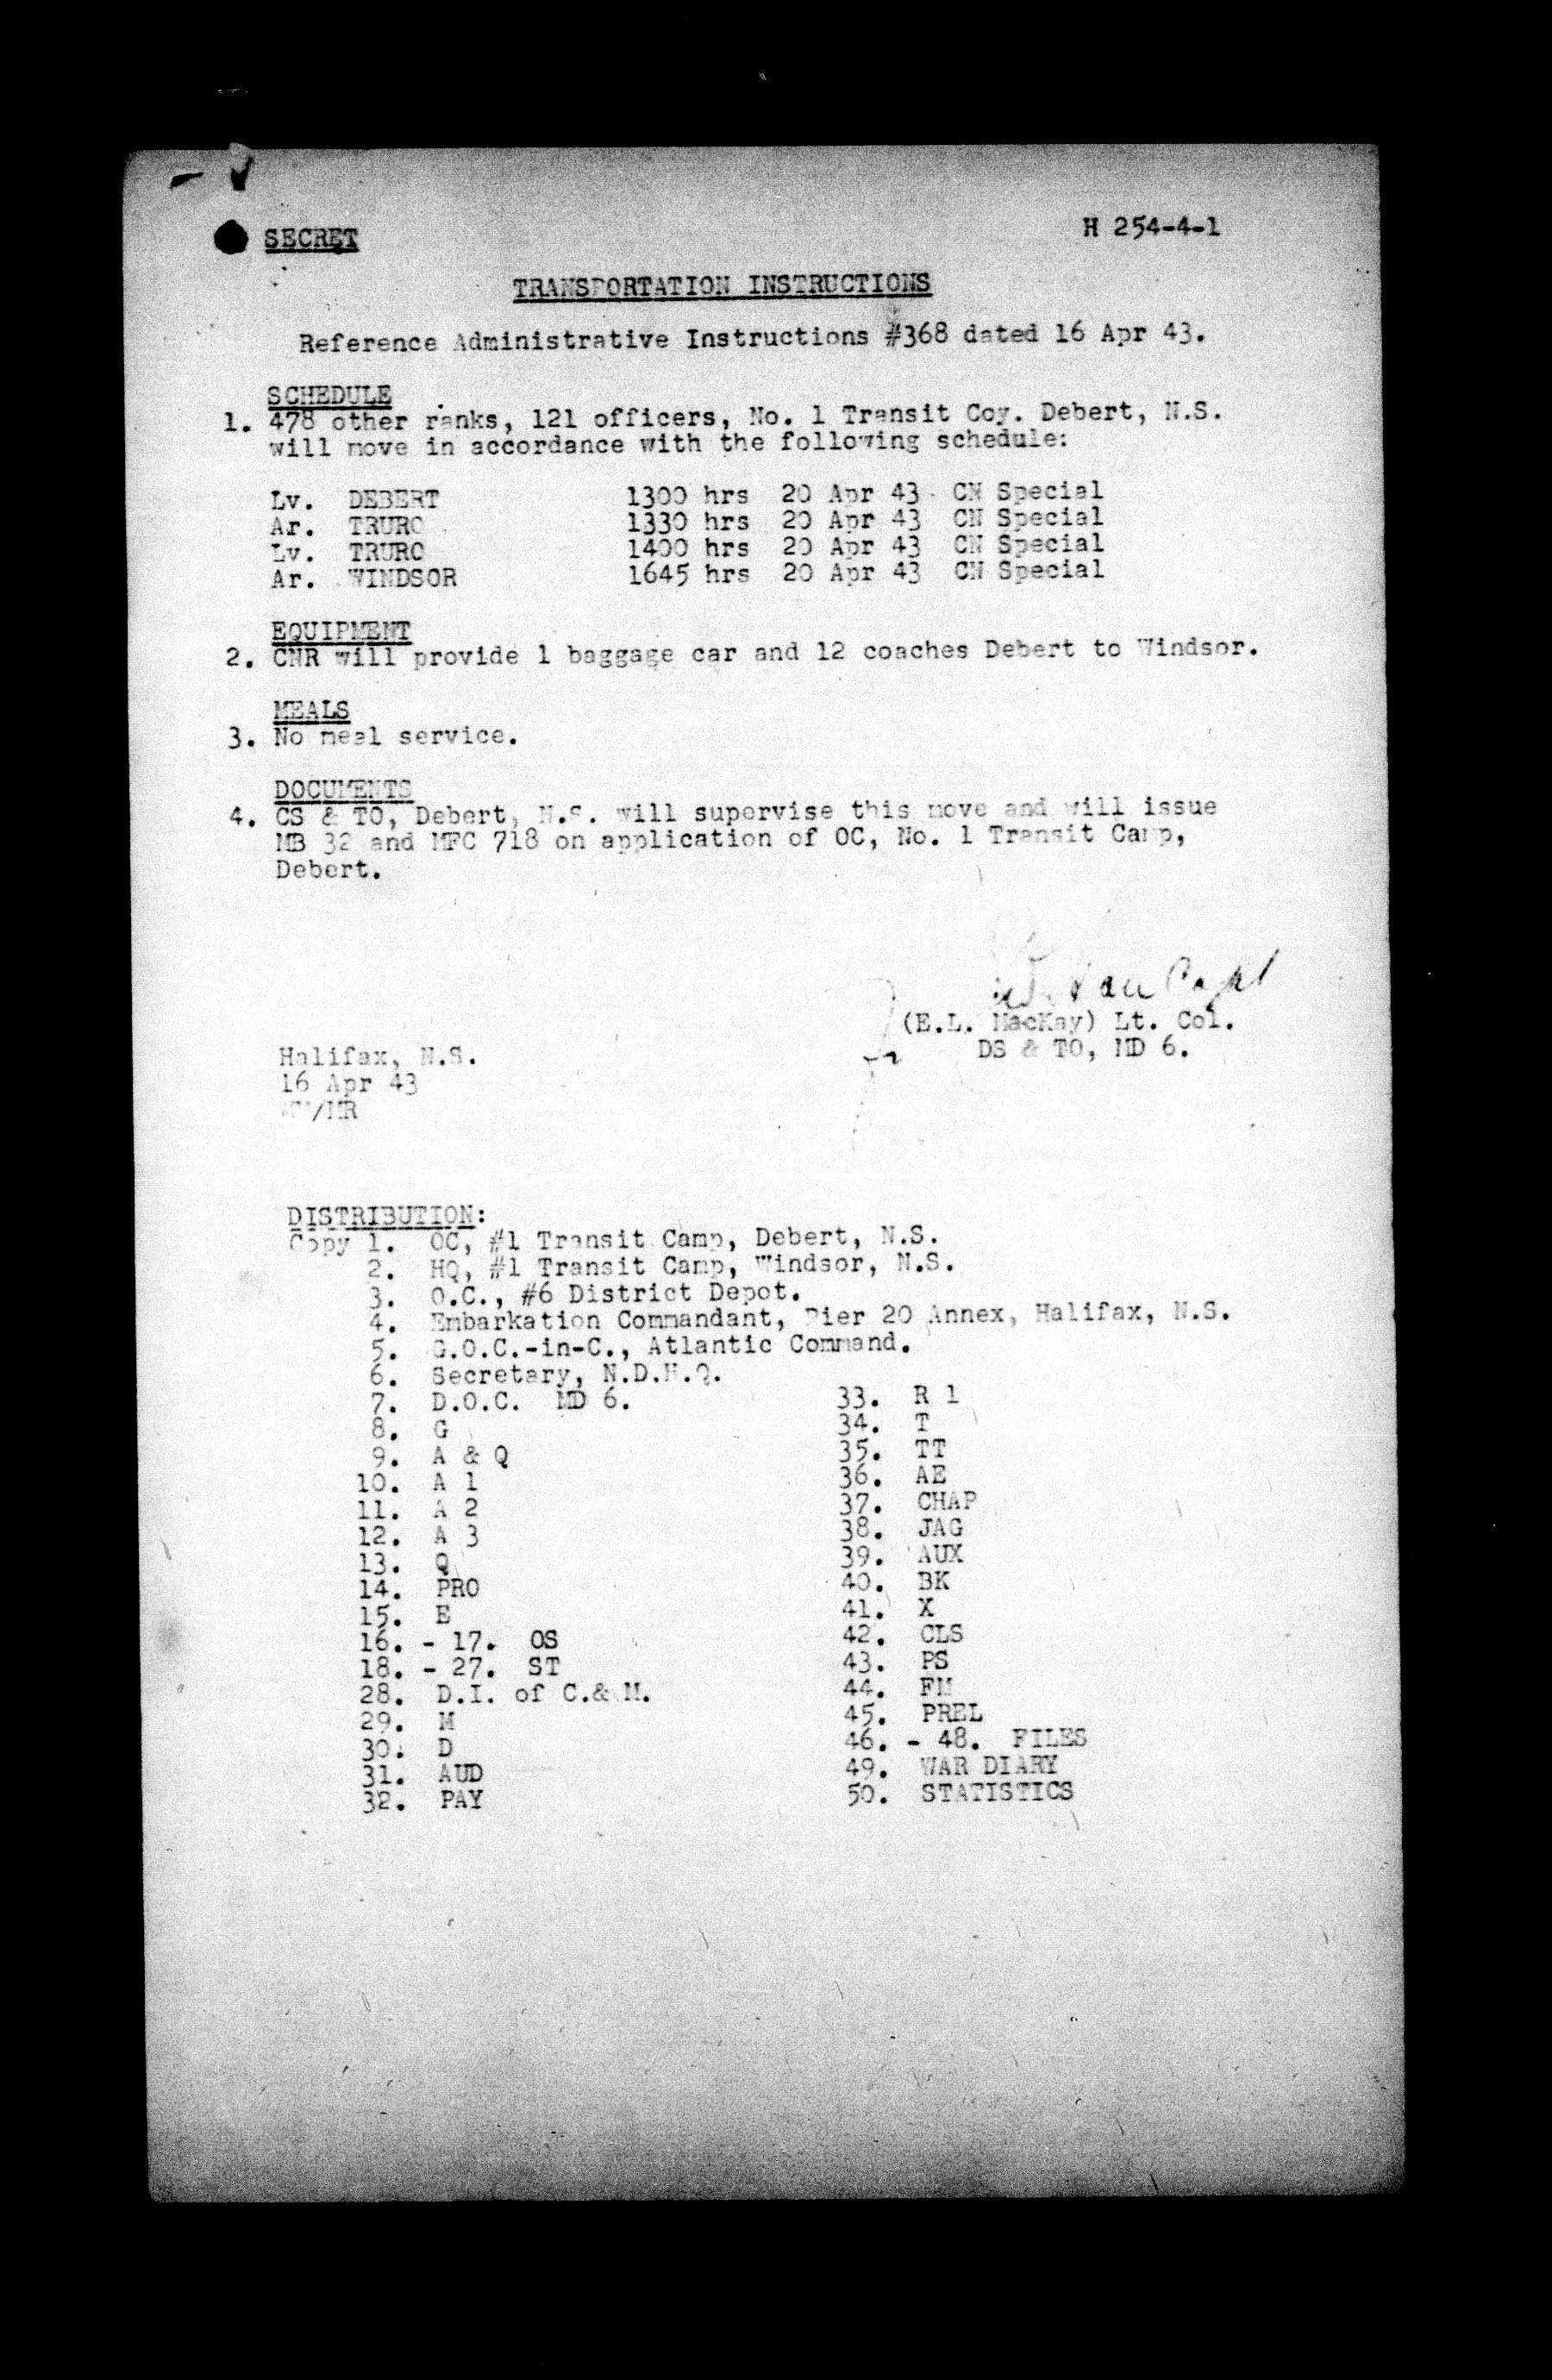 SECRET
H 254-4-1
TRANSPORTATION INSTRUCTIONS
Reference Administrative Instructions #368 dated 16 Apr 43.
SCHEDULE
1. 478 other ranks, 121 officers, No. 1 Transit Coy. Debert, N.S.
will move in accordance with the following schedule:
Lv. DEBERT 1300 hrs 20 Apr 43 CN Special
Ar. TRURO 1330 hrs 20 Apr 43 CN Special
Lv. TRURO 1400 hrs 20 Apr 43 CN Special
Ar. WINDSOR 1645 hrs 20 Apr 43 CN Special
EQUIPMENT
2. CNR will provide 1 baggage car and 12 coaches Debert to Windsor.
MEALS
3. No meal service.
DOCUMENTS
4. CS & TO, Debert, N.S. will supervise this move and will issue
MB 32 and MFC 718 on application of OC, No. 1 Transit Camp,
Debert.
(E.L. MacKay) Lt. Col.
DS & TO, MD 6.
Halifax, N.S.
16 Apr 43
/MR
DISTRIBUTION:
Copy 1. OC, #1 Transit Camp, Debert, N.S.
2. HQ, #1 Transit Camp, Windsor, N.S.
3. O.C., #6 District Depot.
4. Embarkation Commandant, Pier 20 Annex, Halifax, N.S.
5. G.O.C.-in-C., Atlantic Command.
6. Secretary, N.D.H.Q.
7. D.O.C. MD 6.
8. G
9. A & Q
10. A 1
11. A 2
12. A 3
13. Q
14. PRO
15. E
16. - 17. OS
18. - 27. ST
28. D.I. of C.& M.
29. M
30. D
31. AUD
32. PAY
33. R 1
34. T
35. TT
36. AE
37. CHAP
38. JAG
39. AUX
40. BK
41. X
42. CLS
43. PS
44. FM
45. PREL
46. - 48. FILES
49. WAR DIARY
50. STATISTICS